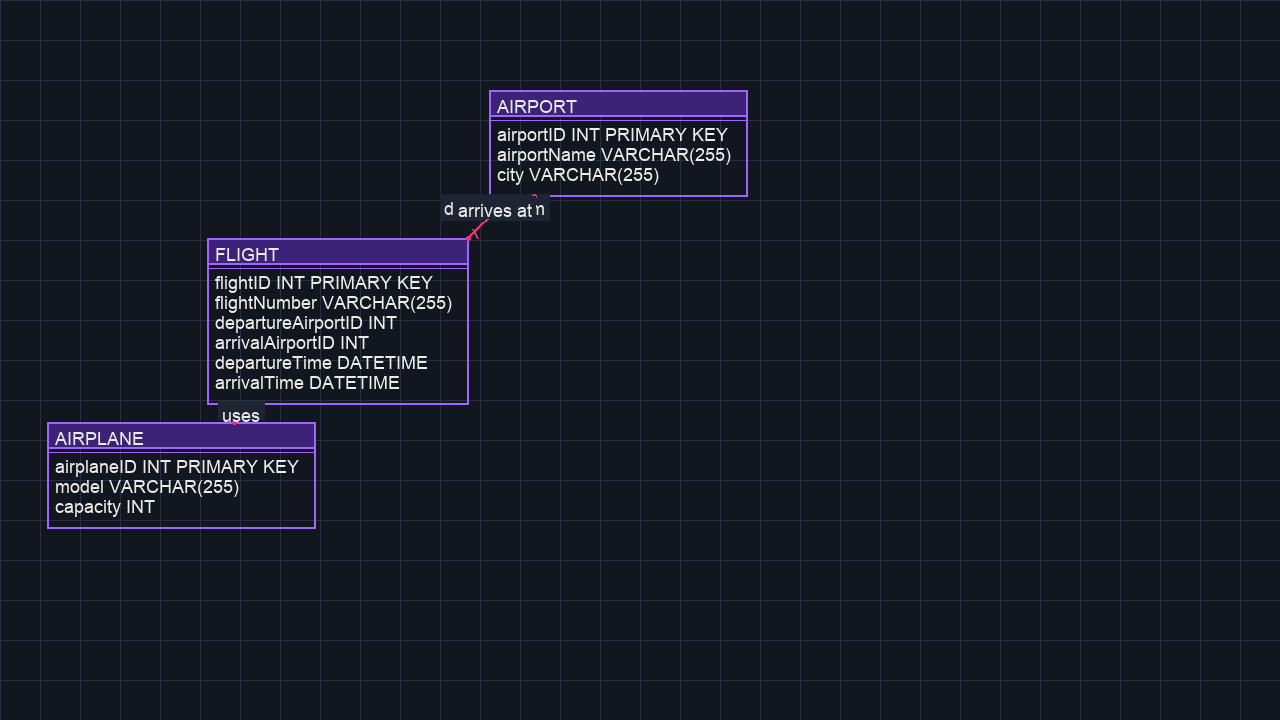 AIRPORT
airportID INT PRIMARY KEY
airportName VARCHAR(255)
city VARCHAR(255)
arrives at
FLIGHT
flightID INT PRIMARY KEY
flightNumber VARCHAR(255)
departureAirportID INT
arrivalAirportID INT
departureTime DATETIME
arrivalTime DATETIME
uses
AIRPLANE
airplaneID INT PRIMARY KEY
model VARCHAR(255)
capacity INT